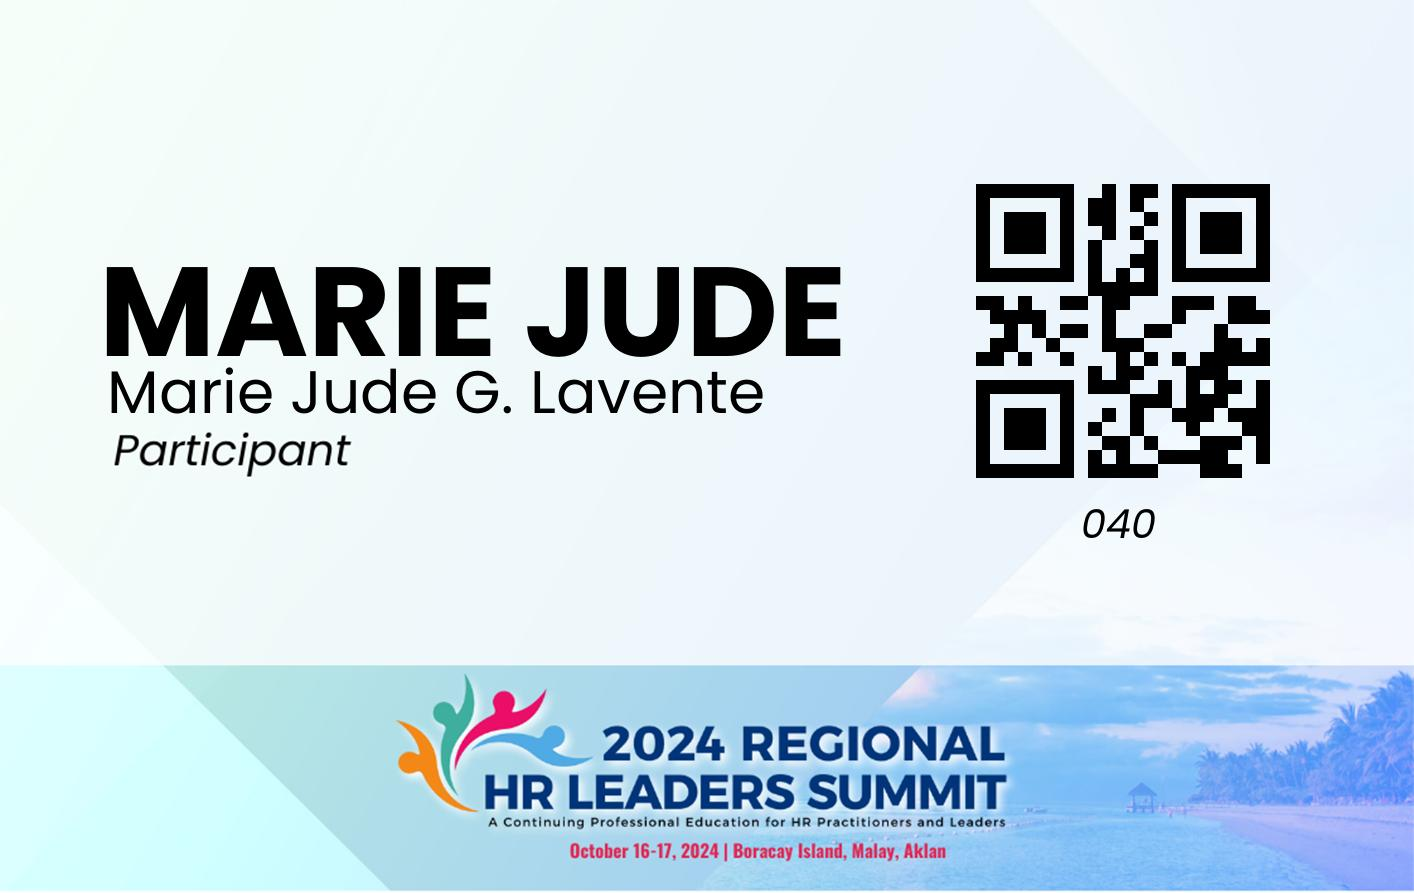 MARIE JUDE
Marie Jude G. Lavente
Participant
040
2024 REGIONAL
HR LEADERS SUMMIT
A Continuing Professional Education for HR Practitioners and Leaders
October 16-17, 2024 | Boracay Island, Malay, Aklan